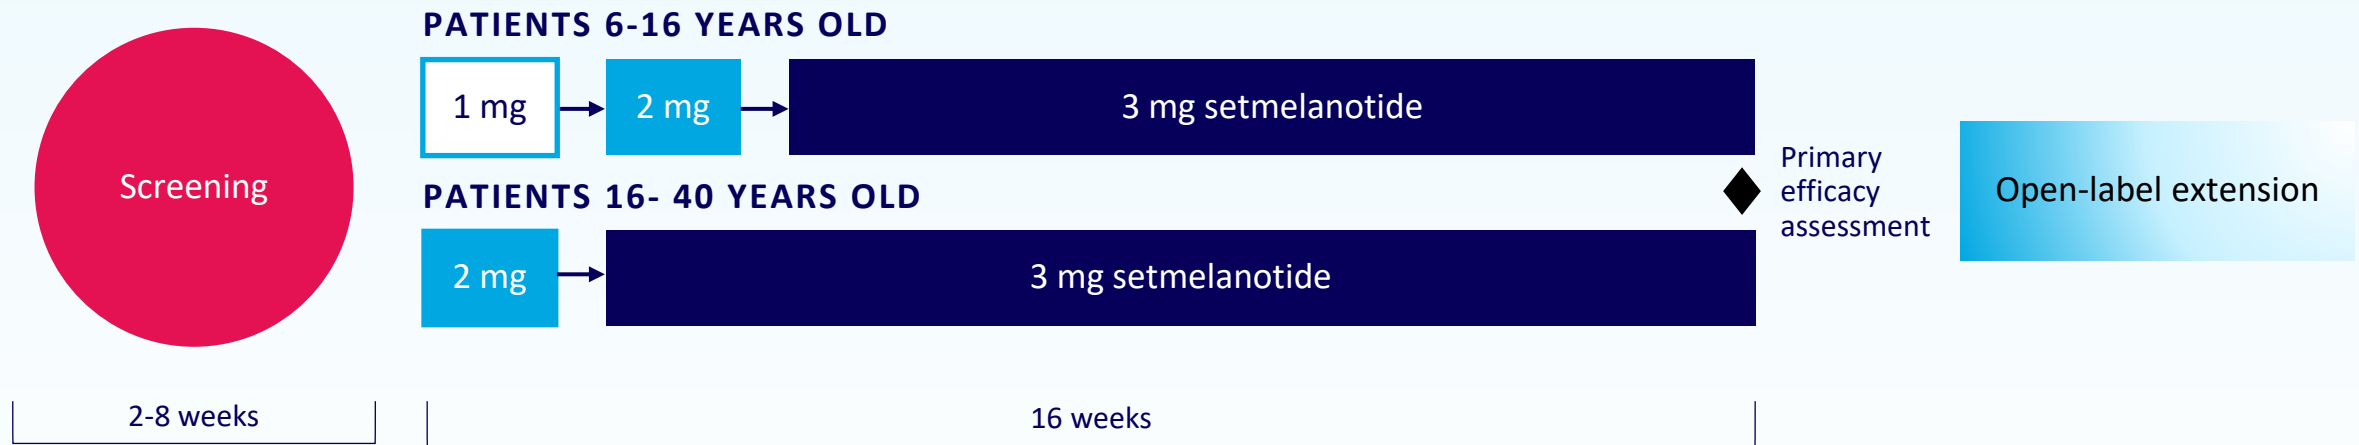 PATIENTS 6-16 YEARS OLD
1 mg
2 mg
3 mg setmelanotide
Screening
PATIENTS 16- 40 YEARS OLD
2 mg
3 mg setmelanotide
Primary
efficacy
assessment
Open-label extension
2-8 weeks
16 weeks